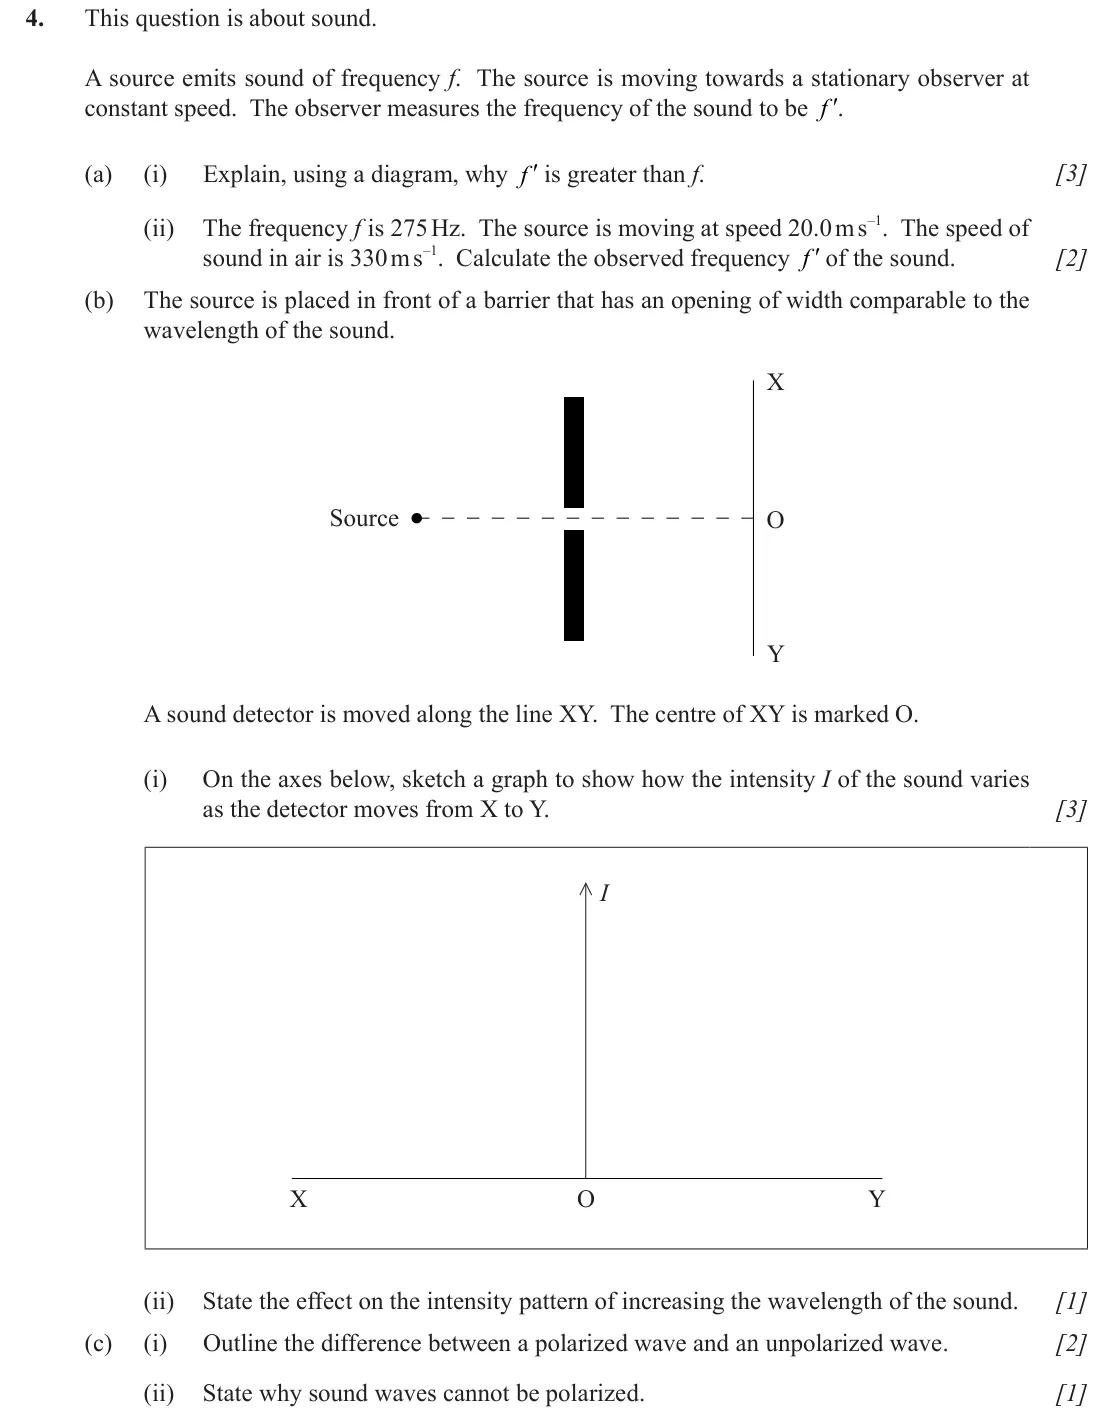 4. This question is about sound.
A source emits sound of frequency f. The source is moving towards a stationary observer at
constant speed. The observer measures the frequency of the sound to be f′.
(a) (i) Explain, using a diagram, why f′ is greater than f. [3]
(ii) The frequency f is 275 Hz. The source is moving at speed 20.0 m s⁻¹. The speed of
sound in air is 330 m s⁻¹. Calculate the observed frequency f′ of the sound. [2]
(b) The source is placed in front of a barrier that has an opening of width comparable to the
wavelength of the sound.
X
Source
O
Y
A sound detector is moved along the line XY. The centre of XY is marked O.
(i) On the axes below, sketch a graph to show how the intensity I of the sound varies
as the detector moves from X to Y. [3]
I
X O Y
(ii) State the effect on the intensity pattern of increasing the wavelength of the sound. [1]
(c) (i) Outline the difference between a polarized wave and an unpolarized wave. [2]
(ii) State why sound waves cannot be polarized. [1]